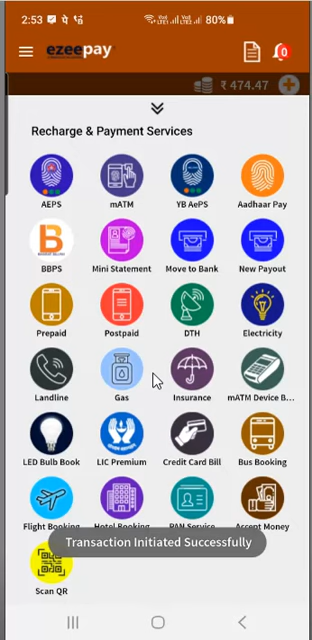 2:53 80%
ezeepay
0
₹ 474.47
Recharge & Payment Services
AEPS mATM YB AePS Aadhaar Pay
BBPS Mini Statement Move to Bank New Payout
Prepaid Postpaid DTH Electricity
Landline Gas Insurance mATM Device B...
LED Bulb Book LIC Premium Credit Card Bill Bus Booking
Flight Booking Hotel Booking PAN Service Accept Money
Transaction Initiated Successfully
Scan QR